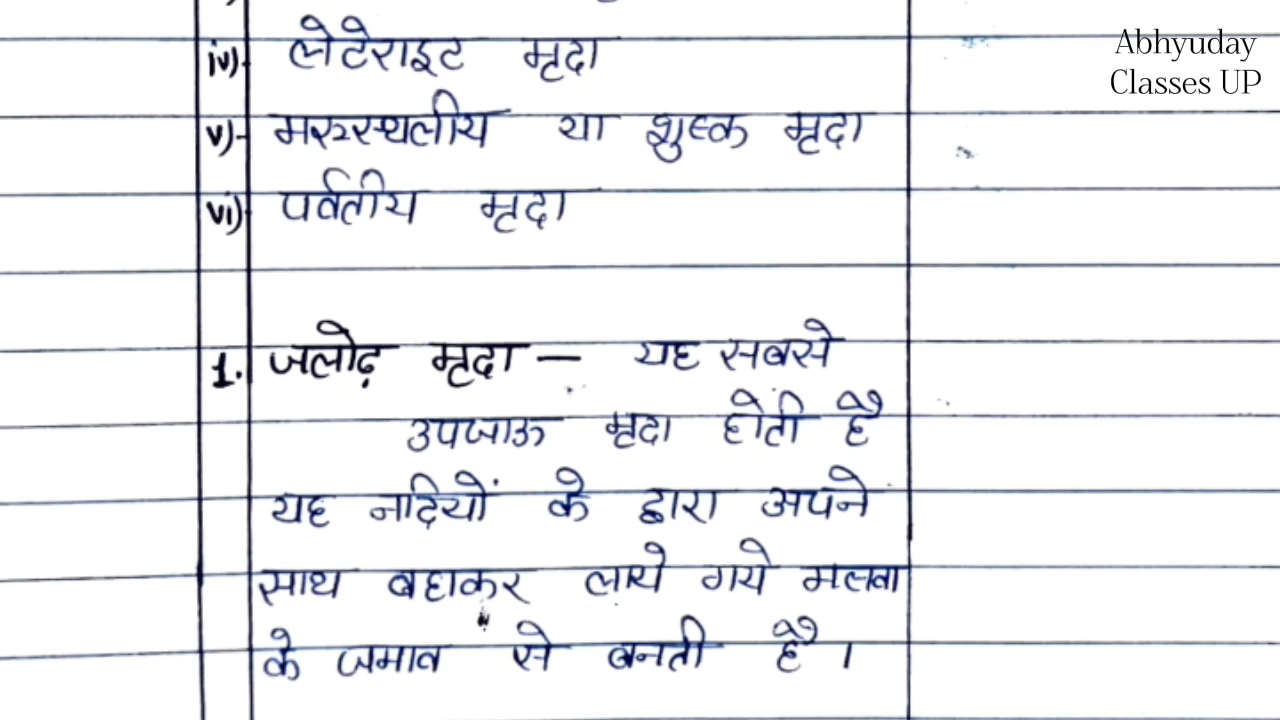 Abhyuday
Classes UP
iv)- लेटेराइट मृदा
v)- मरुस्थलीय या शुष्क मृदा
vi) पर्वतीय मृदा
1. जलोढ़ मृदा — यह सबसे
उपजाऊ मृदा होती है
यह नदियों के द्वारा अपने
साथ बहाकर लाये गये मलवा
के जमाव से बनती है।